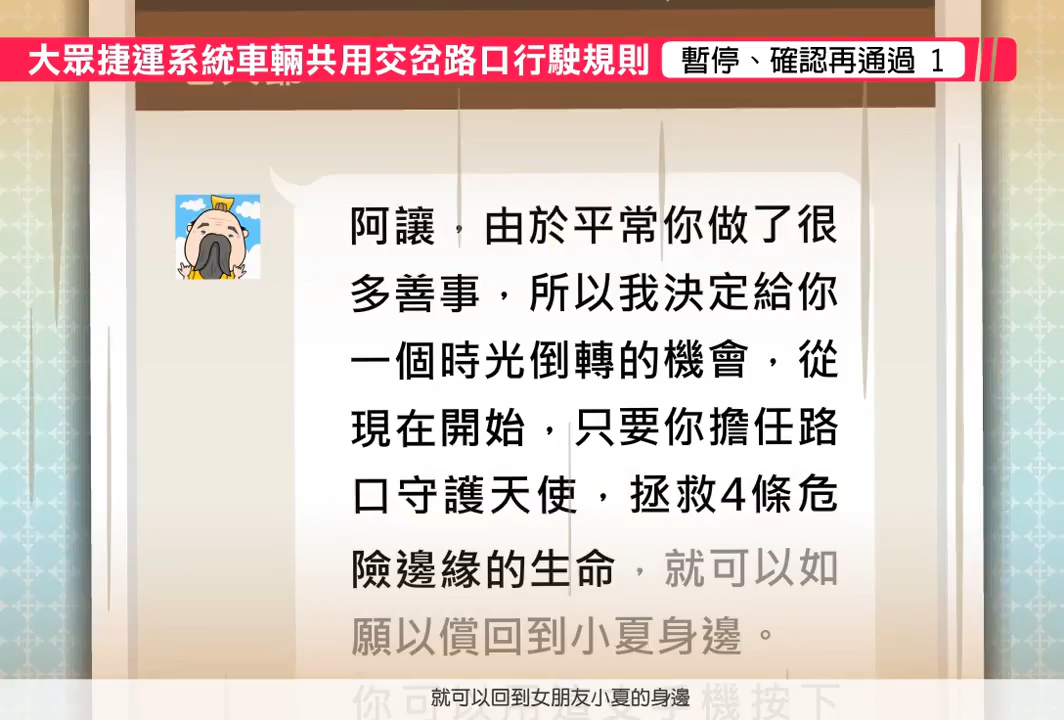 大眾捷運系統車輛共用交岔路口行駛規則 暫停、確認再通過 1
阿讓，由於平常你做了很
多善事，所以我決定給你
一個時光倒轉的機會，從
現在開始，只要你擔任路
口守護天使，拯救4條危
險邊緣的生命，就可以如
願以償回到小夏身邊。
就可以回到女朋友小夏的身邊